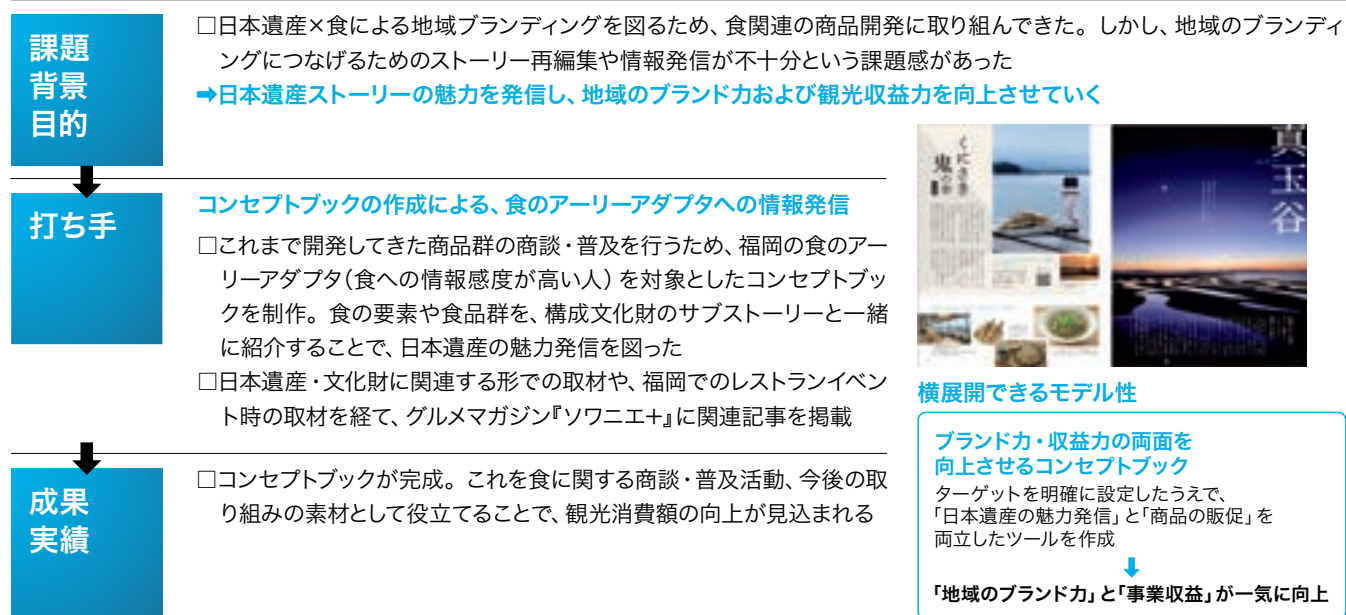 課題
背景
目的
□日本遺産×食による地域ブランディングを図るため、食関連の商品開発に取り組んできた。しかし、地域のブランディ
ングにつなげるためのストーリー再編集や情報発信が不十分という課題感があった
➡日本遺産ストーリーの魅力を発信し、地域のブランド力および観光収益力を向上させていく
打ち手
コンセプトブックの作成による、食のアーリーアダプタへの情報発信
□これまで開発してきた商品群の商談・普及を行うため、福岡の食のアー
リーアダプタ（食への情報感度が高い人）を対象としたコンセプトブッ
クを制作。食の要素や食品群を、構成文化財のサブストーリーと一緒
に紹介することで、日本遺産の魅力発信を図った
□日本遺産・文化財に関連する形での取材や、福岡でのレストランイベン
ト時の取材を経て、グルメマガジン『ソワニエ＋』に関連記事を掲載
成果
実績
□コンセプトブックが完成。これを食に関する商談・普及活動、今後の取
り組みの素材として役立てることで、観光消費額の向上が見込まれる
くにさき
鬼
真玉谷
横展開できるモデル性
ブランド力・収益力の両面を
向上させるコンセプトブック
ターゲットを明確に設定したうえで、
「日本遺産の魅力発信」と「商品の販促」を
両立したツールを作成
⬇
「地域のブランド力」と「事業収益」が一気に向上